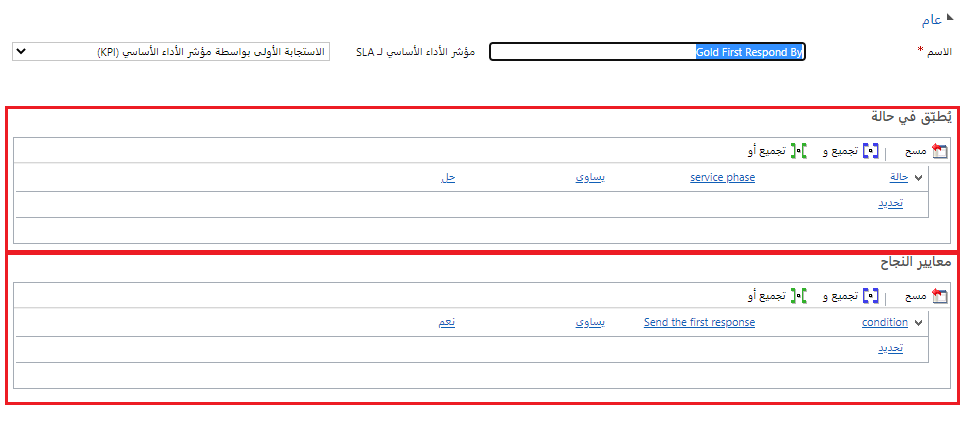 عام
الاسم * Gold First Respond By مؤشر الأداء الأساسي لـ SLA الاستجابة الأولى بواسطة مؤشر الأداء الأساسي (KPI)
يُطبّق في حالة
مسح تجميع و تجميع أو
حالة service phase يساوي حل
تحديد
معايير النجاح
مسح تجميع و تجميع أو
condition Send the first response يساوي نعم
تحديد